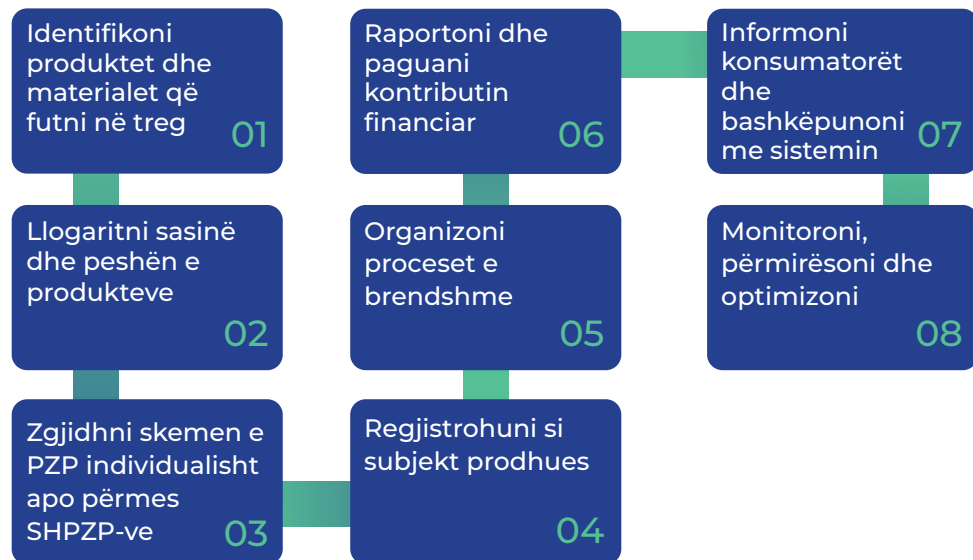 Identifikoni
produktet dhe
materialet që
futni në treg
01
Llogaritni sasinë
dhe peshën e
produkteve
02
Zgjidhni skemen e
PZP individualisht
apo përmes
SHPZP-ve
03
Regjistrohuni si
subjekt prodhues
04
Organizoni
proceset e
brendshme
05
Raportoni dhe
paguani
kontributin
financiar
06
Informoni
konsumatorët
dhe
bashkëpunoni
me sistemin
07
Monitoroni,
përmirësoni dhe
optimizoni
08